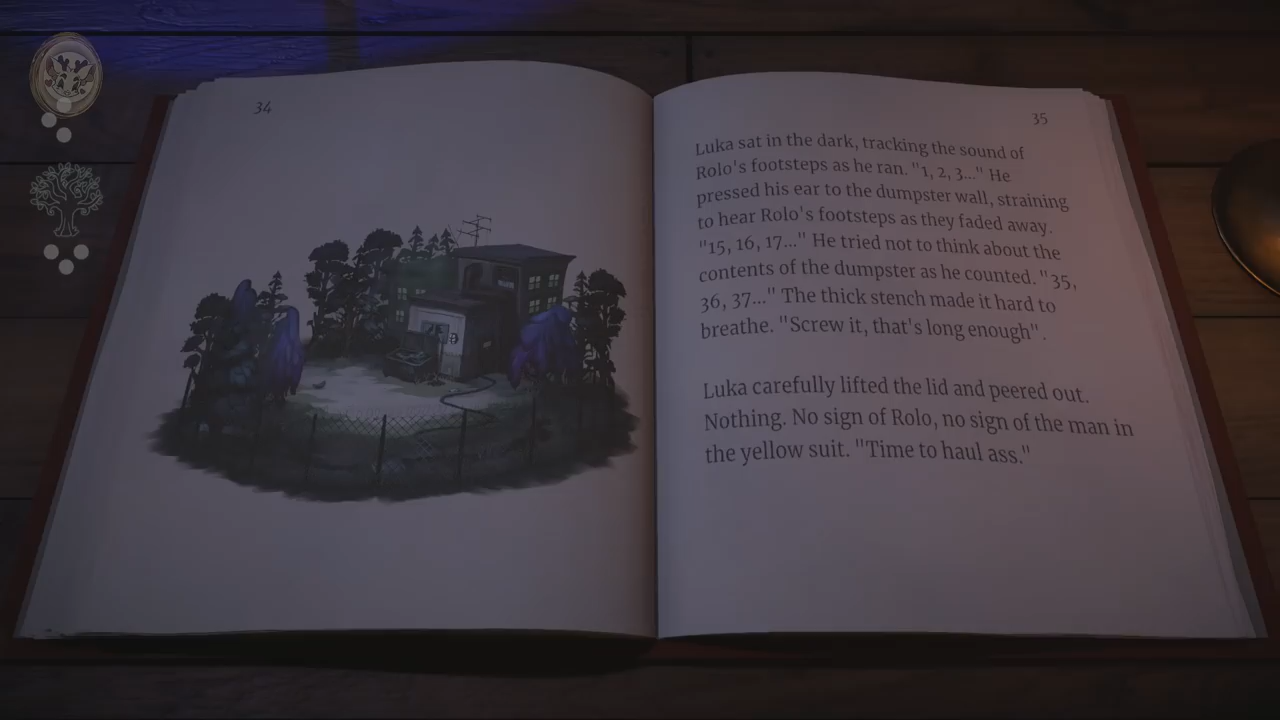 34
35
Luka sat in the dark, tracking the sound of
Rolo's footsteps as he ran. "1, 2, 3..." He
pressed his ear to the dumpster wall, straining
to hear Rolo's footsteps as they faded away.
"15, 16, 17..." He tried not to think about the
contents of the dumpster as he counted. "35,
36, 37..." The thick stench made it hard to
breathe. "Screw it, that's long enough".
Luka carefully lifted the lid and peered out.
Nothing. No sign of Rolo, no sign of the man in
the yellow suit. "Time to haul ass."